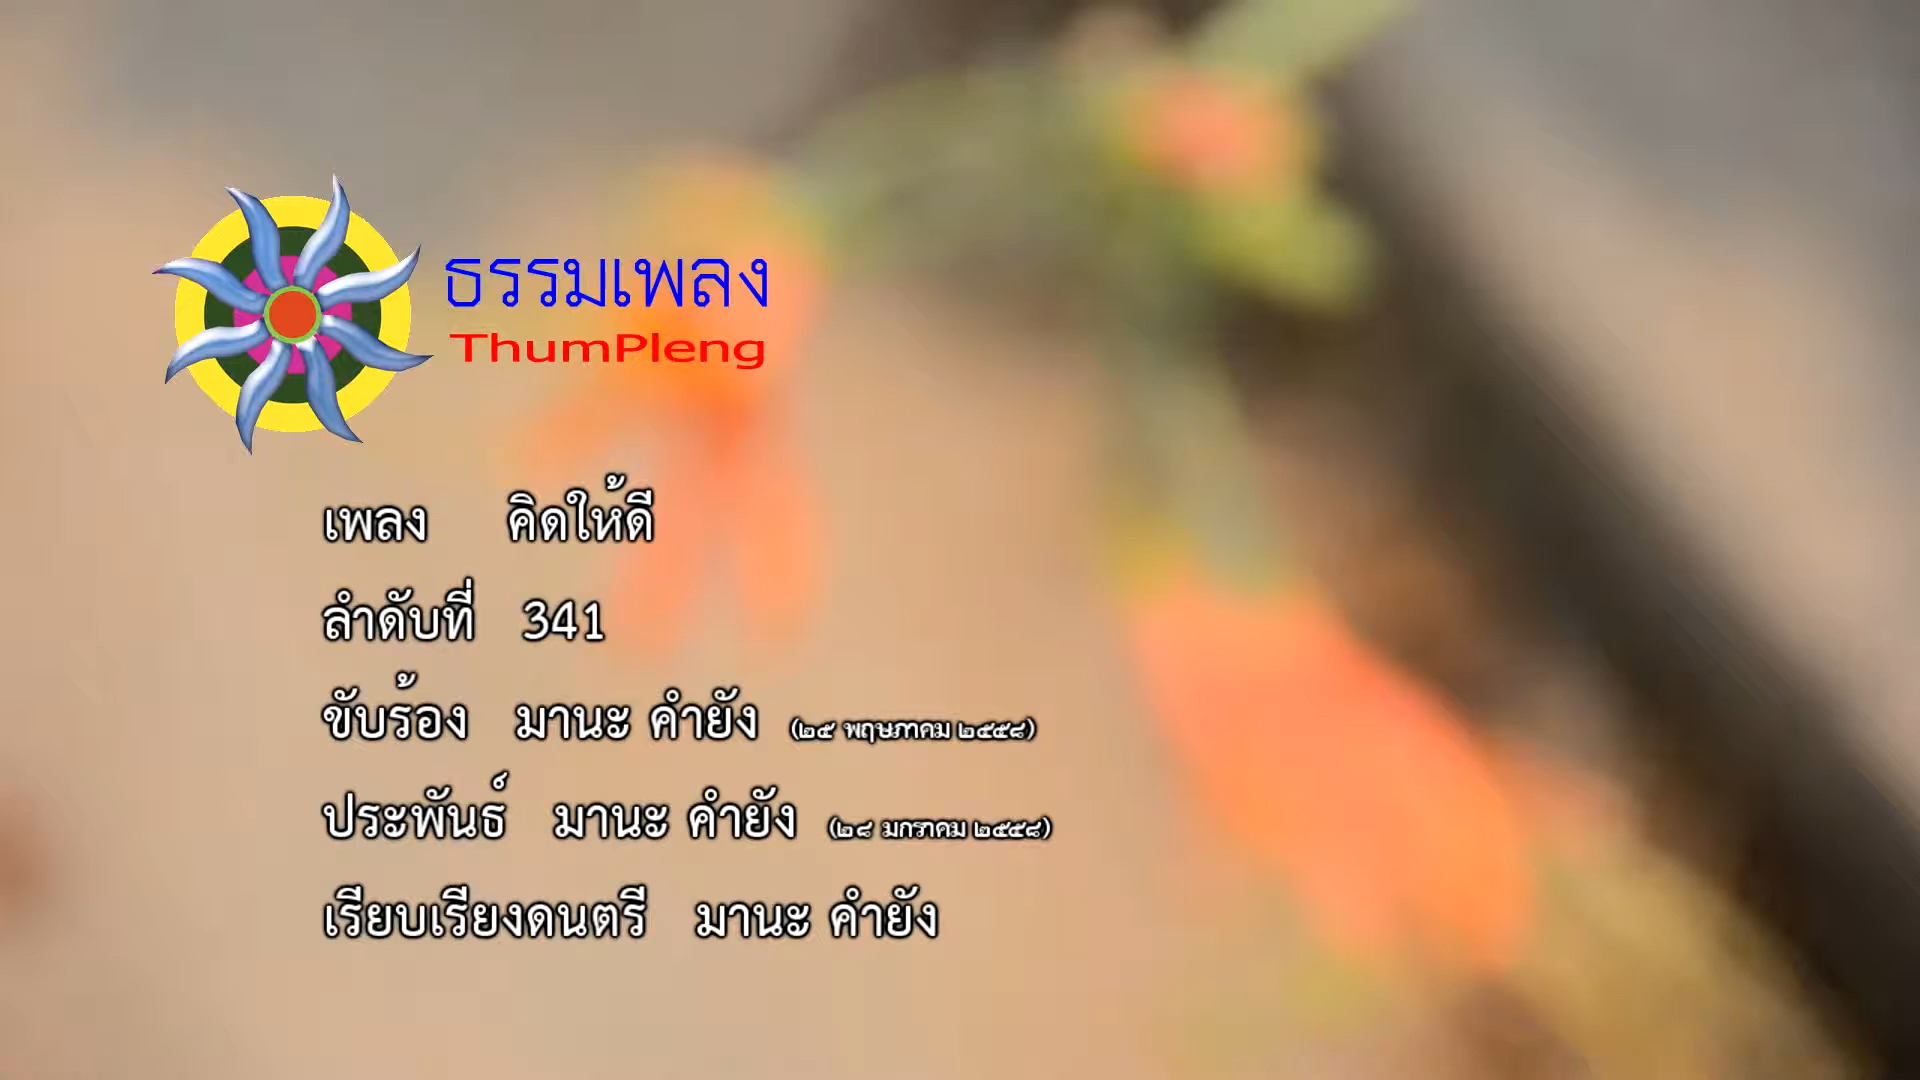 ธรรมเพลง
ThumPleng
เพลง คิดให้ดี
ลำดับที่ 341
ขับร้อง มานะ คำยัง (๒๕ พฤษภาคม ๒๕๕๘)
ประพันธ์ มานะ คำยัง (๒๘ มกราคม ๒๕๕๘)
เรียบเรียงดนตรี มานะ คำยัง